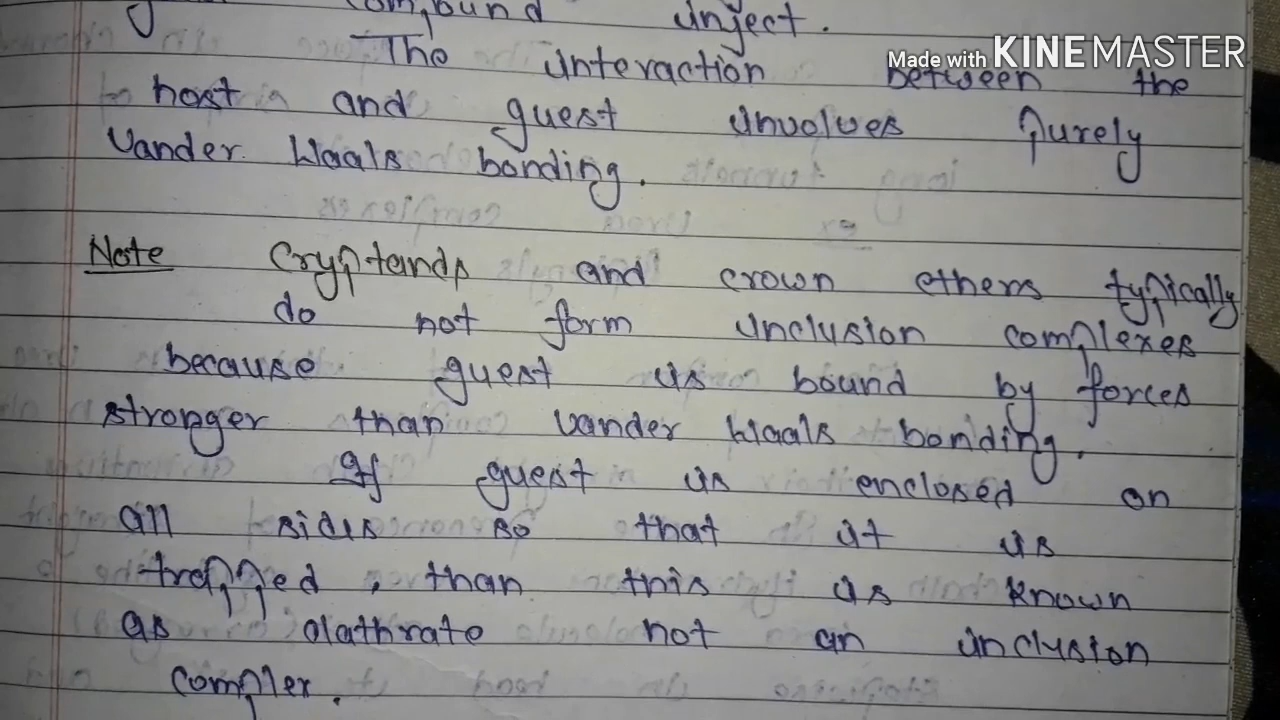 compound inject.
Made with KINEMASTER
The interaction between the
host and guest involves purely
Vander Waals bonding.
Note Cryptands and crown ethers typically
do not form inclusion complexes
because guest is bound by forces
stronger than vander Waals bonding.
If guest is enclosed on
all sides so that it is
trapped, than this is known
as clathrate not an inclusion
complex.